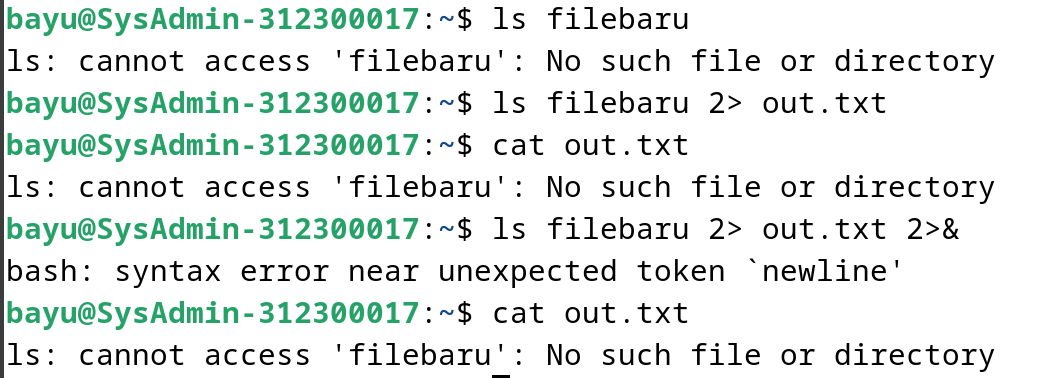 bayu@SysAdmin-312300017:~$ ls filebaru
ls: cannot access 'filebaru': No such file or directory
bayu@SysAdmin-312300017:~$ ls filebaru 2> out.txt
bayu@SysAdmin-312300017:~$ cat out.txt
ls: cannot access 'filebaru': No such file or directory
bayu@SysAdmin-312300017:~$ ls filebaru 2> out.txt 2>&
bash: syntax error near unexpected token `newline'
bayu@SysAdmin-312300017:~$ cat out.txt
ls: cannot access 'filebaru': No such file or directory